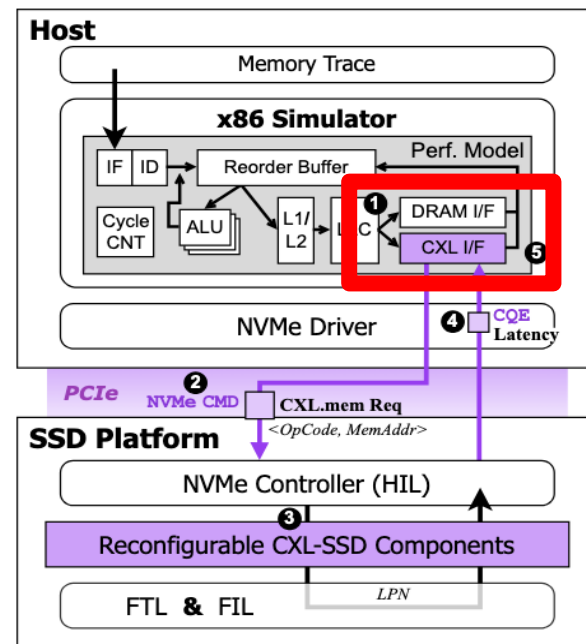 Host
Memory Trace
x86 Simulator
Perf. Model
IF ID
Reorder Buffer
Cycle
CNT
ALU
L1/
L2
1
DRAM I/F
CXL I/F
5
NVMe Driver
4
CQE
Latency
PCIe
2
NVMe CMD
CXL.mem Req
<OpCode, MemAddr>
SSD Platform
NVMe Controller (HIL)
3
Reconfigurable CXL-SSD Components
LPN
FTL & FIL